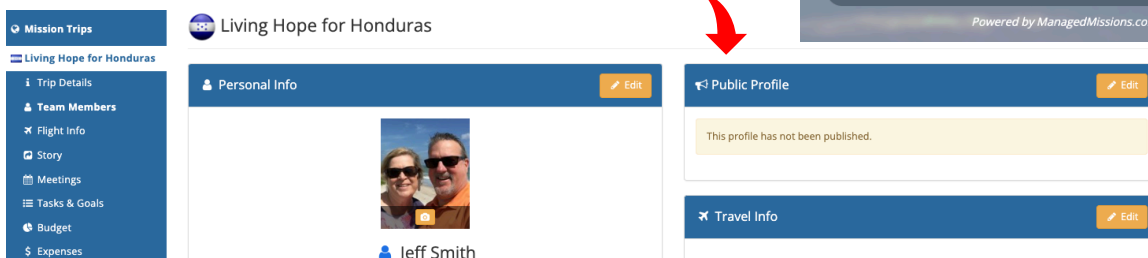 Powered by ManagedMissions.co
Mission Trips
Living Hope for Honduras
Living Hope for Honduras
i Trip Details
Team Members
Flight Info
Story
Meetings
Tasks & Goals
Budget
$ Expenses
Personal Info
Edit
Jeff Smith
Public Profile
Edit
This profile has not been published.
Travel Info
Edit